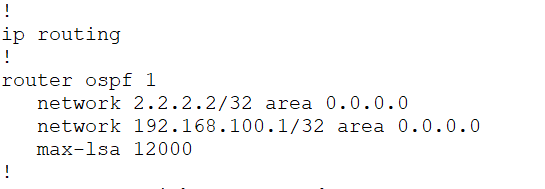 !
ip routing
!
router ospf 1
   network 2.2.2.2/32 area 0.0.0.0
   network 192.168.100.1/32 area 0.0.0.0
   max-lsa 12000
!